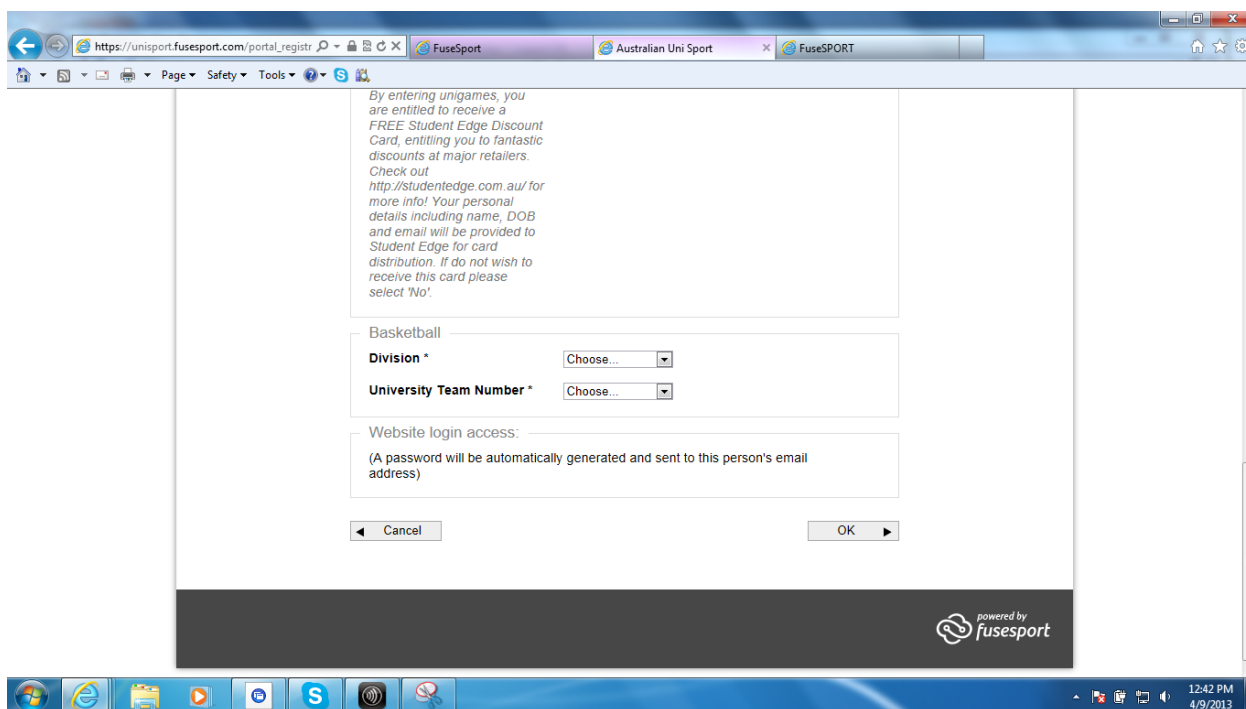 https://unisport.fusesport.com/portal_registr
FuseSport
Australian Uni Sport
FuseSPORT
Page Safety Tools
By entering unigames, you
are entitled to receive a
FREE Student Edge Discount
Card, entitling you to fantastic
discounts at major retailers.
Check out
http://studentedge.com.au/ for
more info! Your personal
details including name, DOB
and email will be provided to
Student Edge for card
distribution. If do not wish to
receive this card please
select 'No'.
Basketball
Division * Choose...
University Team Number * Choose...
Website login access:
(A password will be automatically generated and sent to this person's email
address)
Cancel OK
powered by
fusesport
12:42 PM
4/9/2013